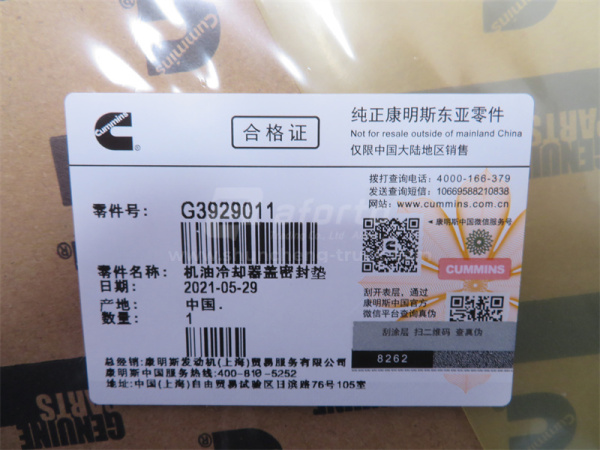 Cummins
合格证
纯正康明斯东亚零件
Not for resale outside of mainland China
仅限中国大陆地区销售
拨打查询电话：4000-166-379
发送查询短信：10669588210838
网站：www.cummins.com.cn
康明斯中国微信服务号
零件号： G3929011
CUMMINS
零件名称： 机油冷却器盖密封垫
日期： 2021-05-29
产地： 中国.
数量： 1
刮开表层，通过
康明斯中国官方
微信平台查询真伪
刮涂层 扫二维码 查真伪
8262
总经销：康明斯发动机(上海)贸易服务有限公司
康明斯中国服务热线:400-810-5252
地址:中国(上海)自由贸易试验区日滨路76号105室
GENUINE
PARTS